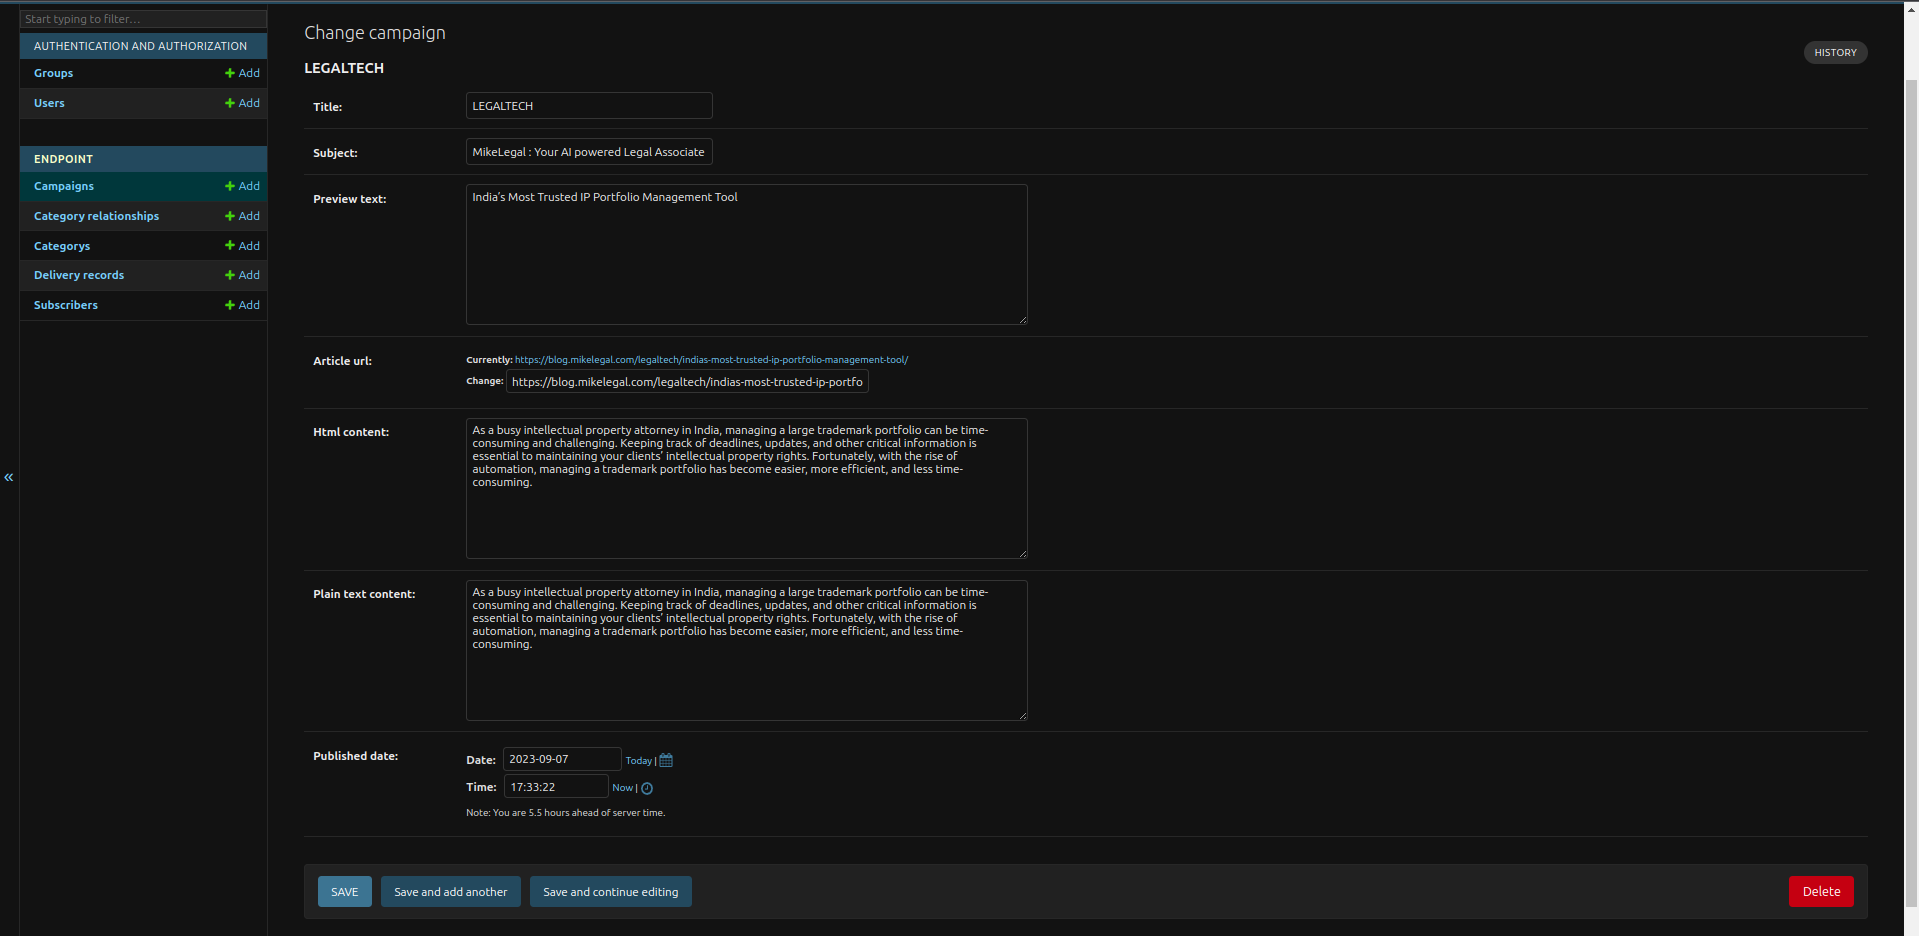 Start typing to filter...
AUTHENTICATION AND AUTHORIZATION
Groups + Add
Users + Add
ENDPOINT
Campaigns + Add
Category relationships + Add
Categorys + Add
Delivery records + Add
Subscribers + Add
«
Change campaign
HISTORY
LEGALTECH
Title: LEGALTECH
Subject: MikeLegal : Your AI powered Legal Associate
Preview text: India’s Most Trusted IP Portfolio Management Tool
Article url: Currently: https://blog.mikelegal.com/legaltech/indias-most-trusted-ip-portfolio-management-tool/
Change: https://blog.mikelegal.com/legaltech/indias-most-trusted-ip-portfo
Html content: As a busy intellectual property attorney in India, managing a large trademark portfolio can be time-
consuming and challenging. Keeping track of deadlines, updates, and other critical information is
essential to maintaining your clients’ intellectual property rights. Fortunately, with the rise of
automation, managing a trademark portfolio has become easier, more efficient, and less time-
consuming.
Plain text content: As a busy intellectual property attorney in India, managing a large trademark portfolio can be time-
consuming and challenging. Keeping track of deadlines, updates, and other critical information is
essential to maintaining your clients’ intellectual property rights. Fortunately, with the rise of
automation, managing a trademark portfolio has become easier, more efficient, and less time-
consuming.
Published date: Date: 2023-09-07 Today |
Time: 17:33:22 Now |
Note: You are 5.5 hours ahead of server time.
SAVE Save and add another Save and continue editing Delete